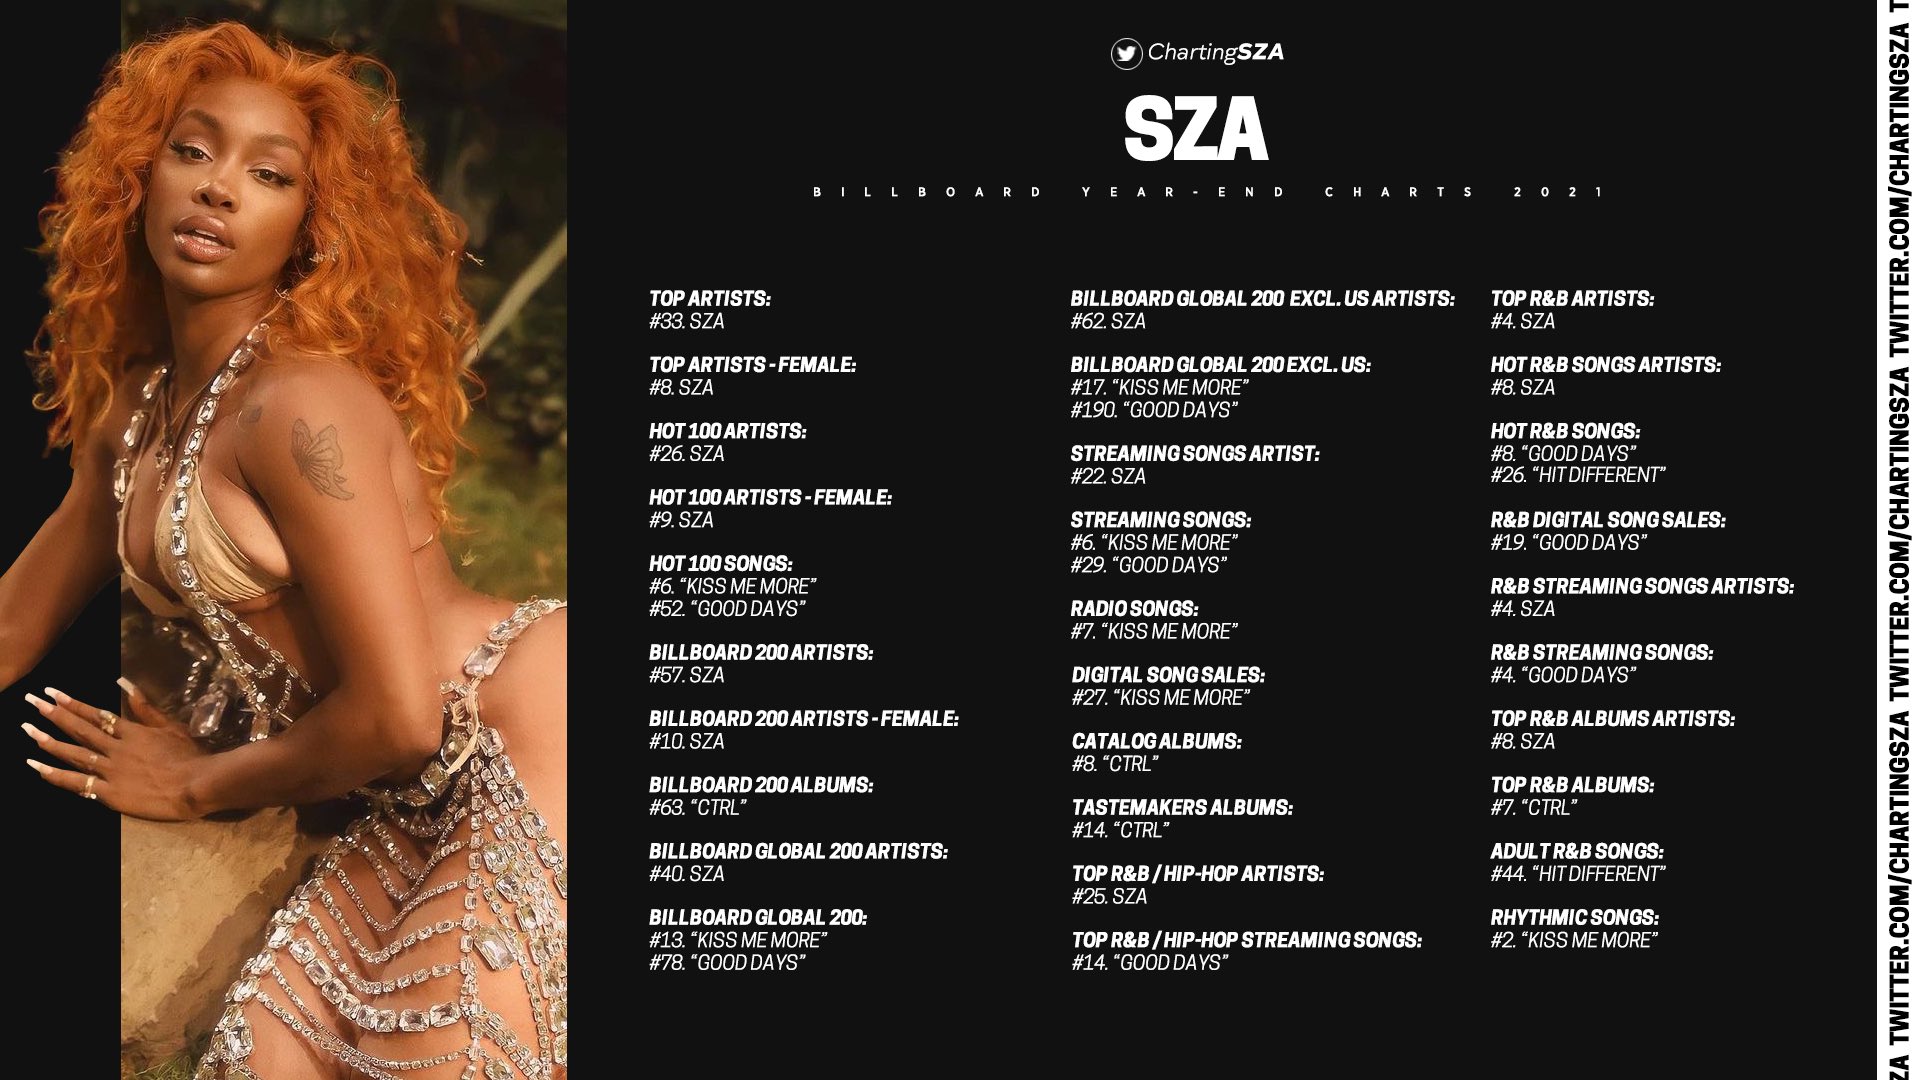 ChartingSZA
SZA
BILLBOARD YEAR-END CHARTS 2021
TOP ARTISTS:
#33. SZA
TOP ARTISTS - FEMALE:
#8. SZA
HOT 100 ARTISTS:
#26. SZA
HOT 100 ARTISTS - FEMALE:
#9. SZA
HOT 100 SONGS:
#6. “KISS ME MORE”
#52. “GOOD DAYS”
BILLBOARD 200 ARTISTS:
#57. SZA
BILLBOARD 200 ARTISTS - FEMALE:
#10. SZA
BILLBOARD 200 ALBUMS:
#63. “CTRL”
BILLBOARD GLOBAL 200 ARTISTS:
#40. SZA
BILLBOARD GLOBAL 200:
#13. “KISS ME MORE”
#78. “GOOD DAYS”
BILLBOARD GLOBAL 200 EXCL. US ARTISTS:
#62. SZA
BILLBOARD GLOBAL 200 EXCL. US:
#17. “KISS ME MORE”
#190. “GOOD DAYS”
STREAMING SONGS ARTIST:
#22. SZA
STREAMING SONGS:
#6. “KISS ME MORE”
#29. “GOOD DAYS”
RADIO SONGS:
#7. “KISS ME MORE”
DIGITAL SONG SALES:
#27. “KISS ME MORE”
CATALOG ALBUMS:
#8. “CTRL”
TASTEMAKERS ALBUMS:
#14. “CTRL”
TOP R&B / HIP-HOP ARTISTS:
#25. SZA
TOP R&B / HIP-HOP STREAMING SONGS:
#14. “GOOD DAYS”
TOP R&B ARTISTS:
#4. SZA
HOT R&B SONGS ARTISTS:
#8. SZA
HOT R&B SONGS:
#8. “GOOD DAYS”
#26. “HIT DIFFERENT”
R&B DIGITAL SONG SALES:
#19. “GOOD DAYS”
R&B STREAMING SONGS ARTISTS:
#4. SZA
R&B STREAMING SONGS:
#4. “GOOD DAYS”
TOP R&B ALBUMS ARTISTS:
#8. SZA
TOP R&B ALBUMS:
#7. “CTRL”
ADULT R&B SONGS:
#44. “HIT DIFFERENT”
RHYTHMIC SONGS:
#2. “KISS ME MORE”
ZA TWITTER.COM/CHARTINGSZA TWITTER.COM/CHARTINGSZA TWITTER.COM/CHARTINGSZA T